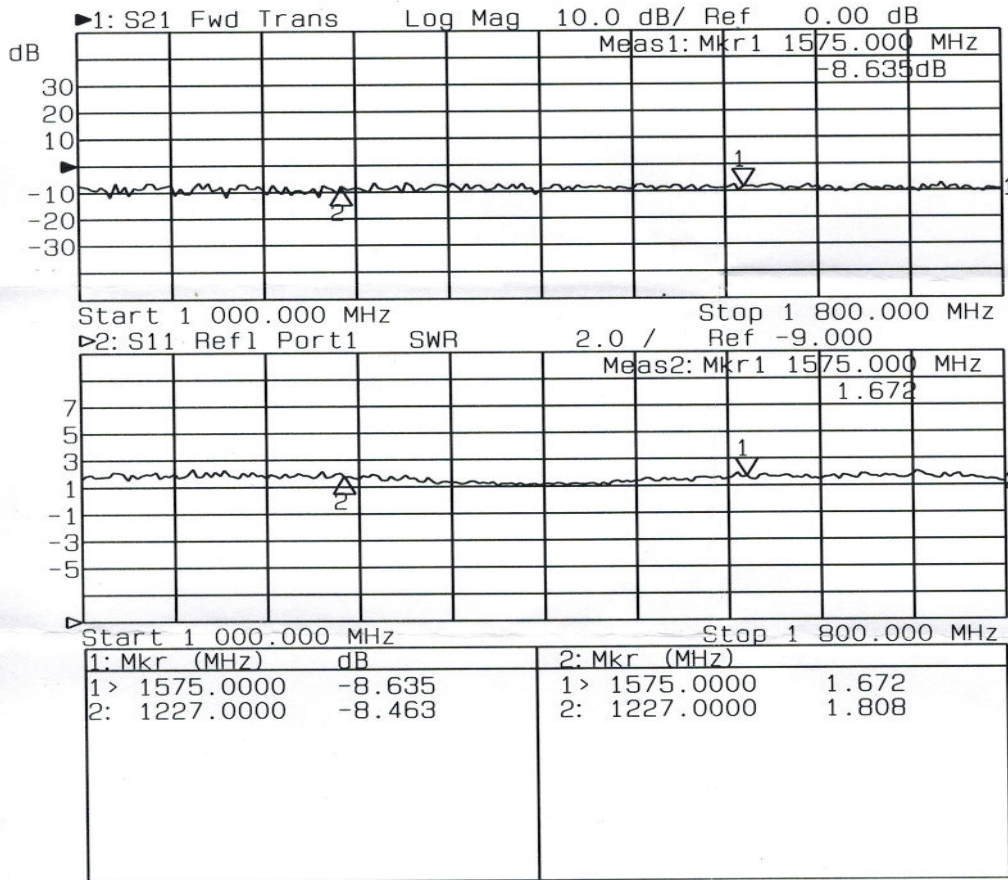 ►1: S21 Fwd Trans Log Mag 10.0 dB/ Ref 0.00 dB
dB
Meas1: Mkr1 1575.000 MHz
-8.635dB
30
20
10
1
-10
2
-20
-30
Start 1 000.000 MHz Stop 1 800.000 MHz
▷2: S11 Refl Port1 SWR 2.0 / Ref -9.000
Meas2: Mkr1 1575.000 MHz
1.672
7
5
1
3
1
2
-1
-3
-5
Start 1 000.000 MHz Stop 1 800.000 MHz
1: Mkr (MHz) dB 2: Mkr (MHz)
1> 1575.0000 -8.635 1> 1575.0000 1.672
2: 1227.0000 -8.463 2: 1227.0000 1.808